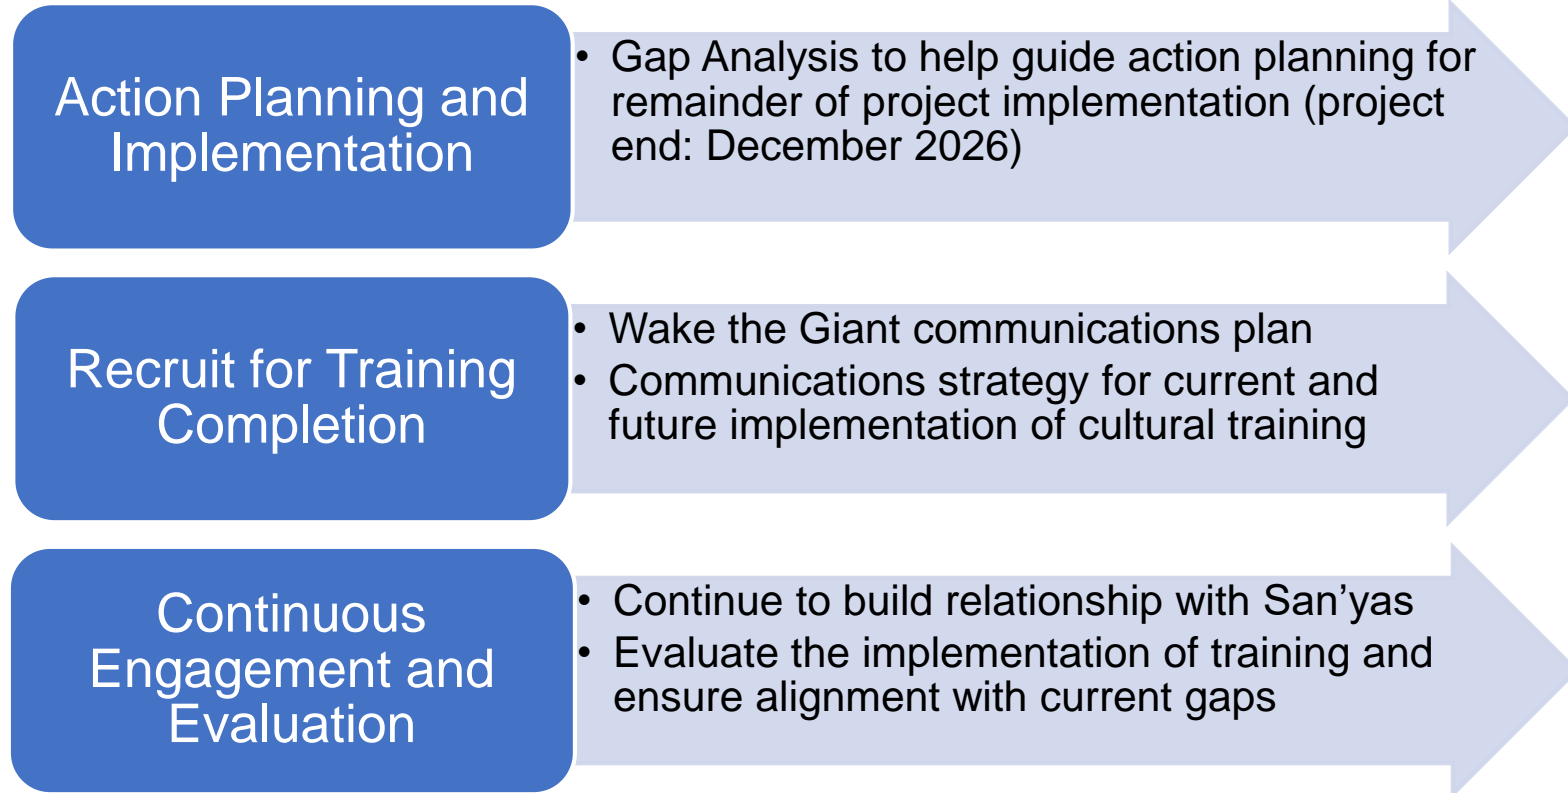 Action Planning and
Implementation
• Gap Analysis to help guide action planning for
remainder of project implementation (project
end: December 2026)
Recruit for Training
Completion
• Wake the Giant communications plan
• Communications strategy for current and
future implementation of cultural training
Continuous
Engagement and
Evaluation
• Continue to build relationship with San’yas
• Evaluate the implementation of training and
ensure alignment with current gaps